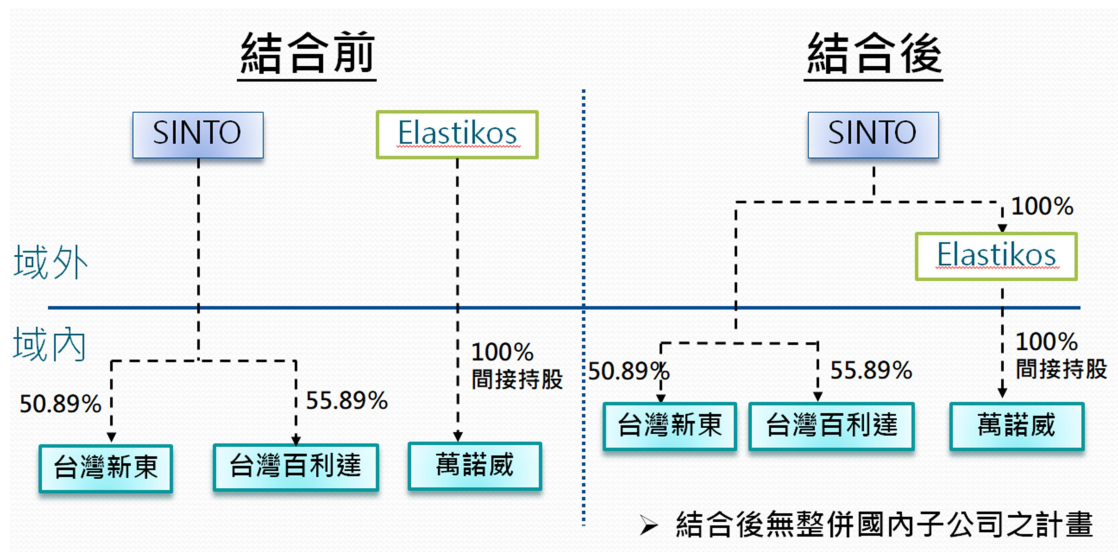 結合前
結合後
SINTO
Elastikos
SINTO
100%
Elastikos
域外
域內
100%
間接持股
50.89%
55.89%
台灣新東
台灣百利達
萬諾威
100%
間接持股
50.89%
55.89%
台灣新東
台灣百利達
萬諾威
➢ 結合後無整併國內子公司之計畫